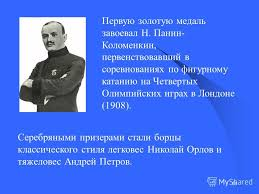 Первую золотую медаль
завоевал Н. Панин-
Коломенкин,
первенствовавший в
соревнованиях по фигурному
катанию на Четвертых
Олимпийских играх в Лондоне
(1908).
Серебряными призерами стали борцы
классического стиля легковес Николай Орлов и
тяжеловес Андрей Петров.
MyShared